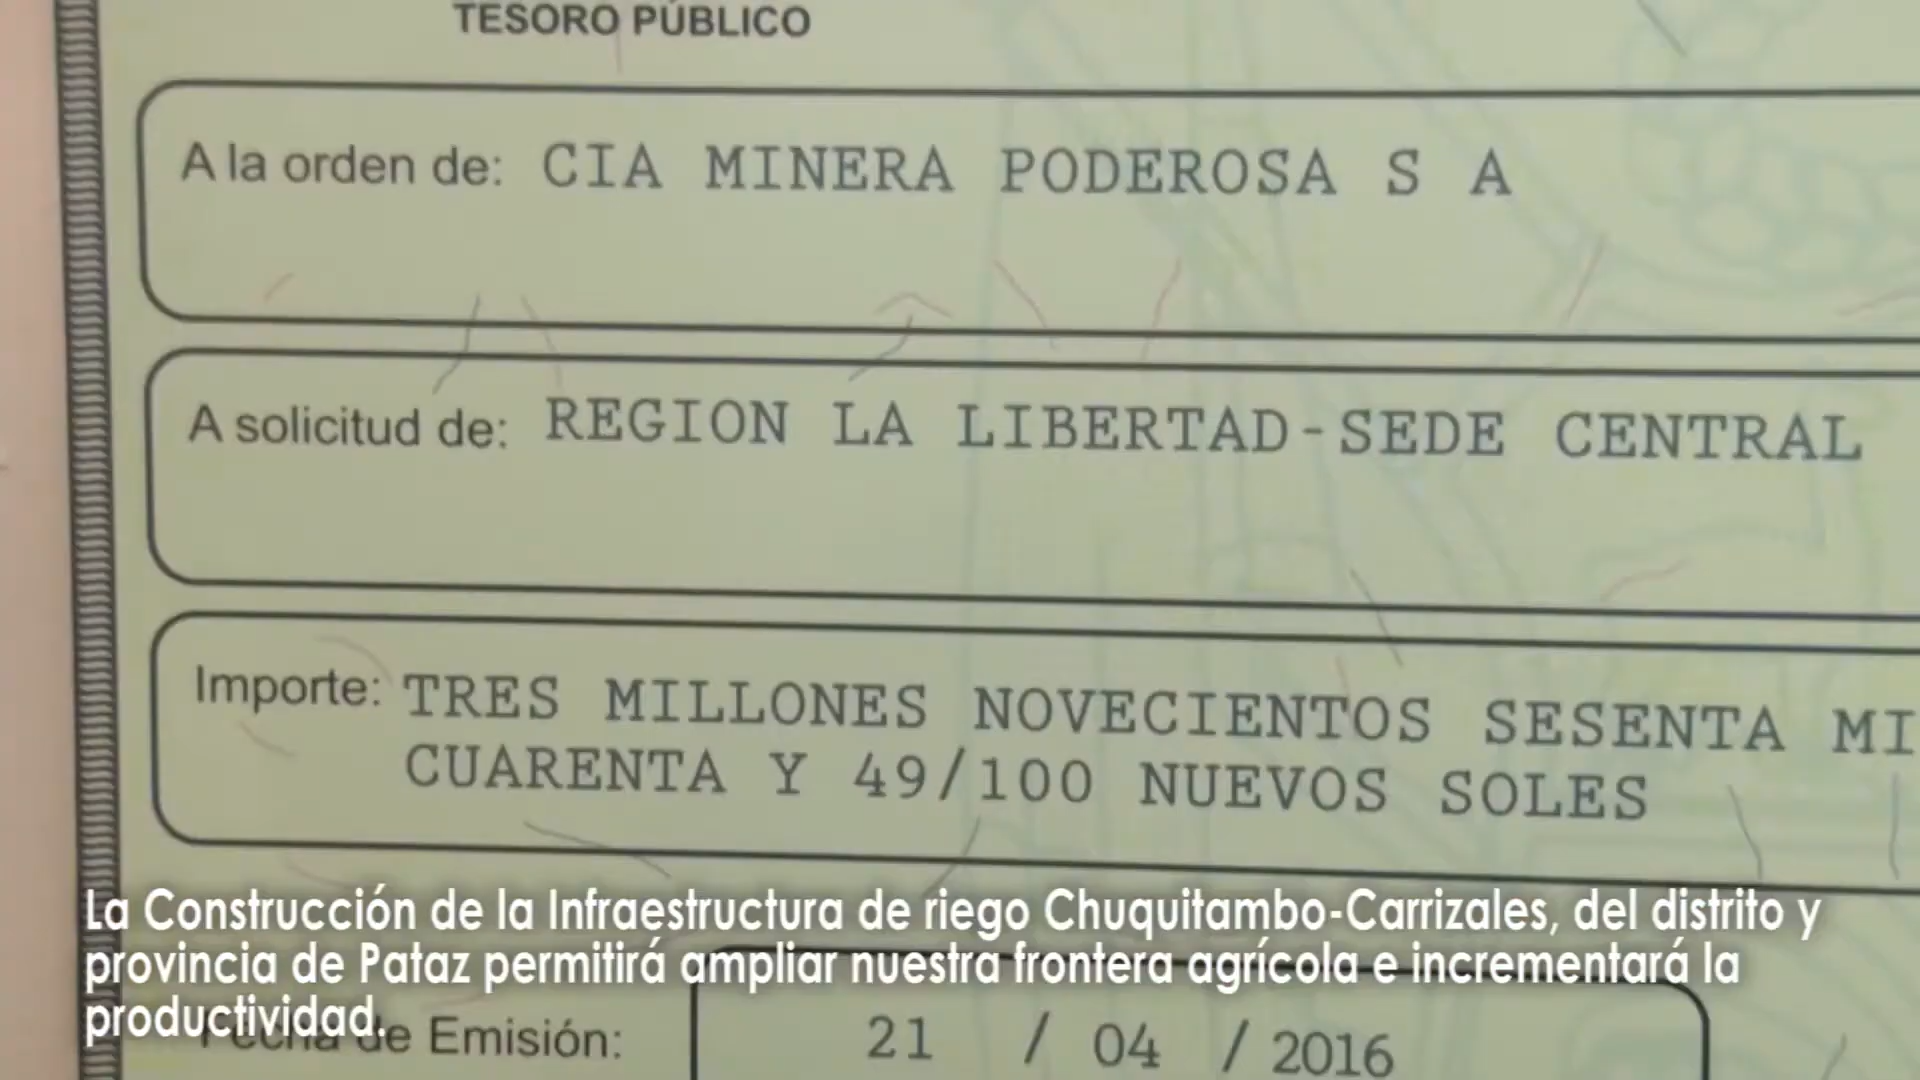 TESORO PÚBLICO
A la orden de: CIA MINERA PODEROSA S A
A solicitud de: REGION LA LIBERTAD-SEDE CENTRAL
Importe: TRES MILLONES NOVECIENTOS SESENTA MI
CUARENTA Y 49/100 NUEVOS SOLES
La Construcción de la Infraestructura de riego Chuquitambo-Carrizales, del distrito y
provincia de Pataz permitirá ampliar nuestra frontera agrícola e incrementará la
productividad.
Fecha de Emisión: 21 / 04 / 2016